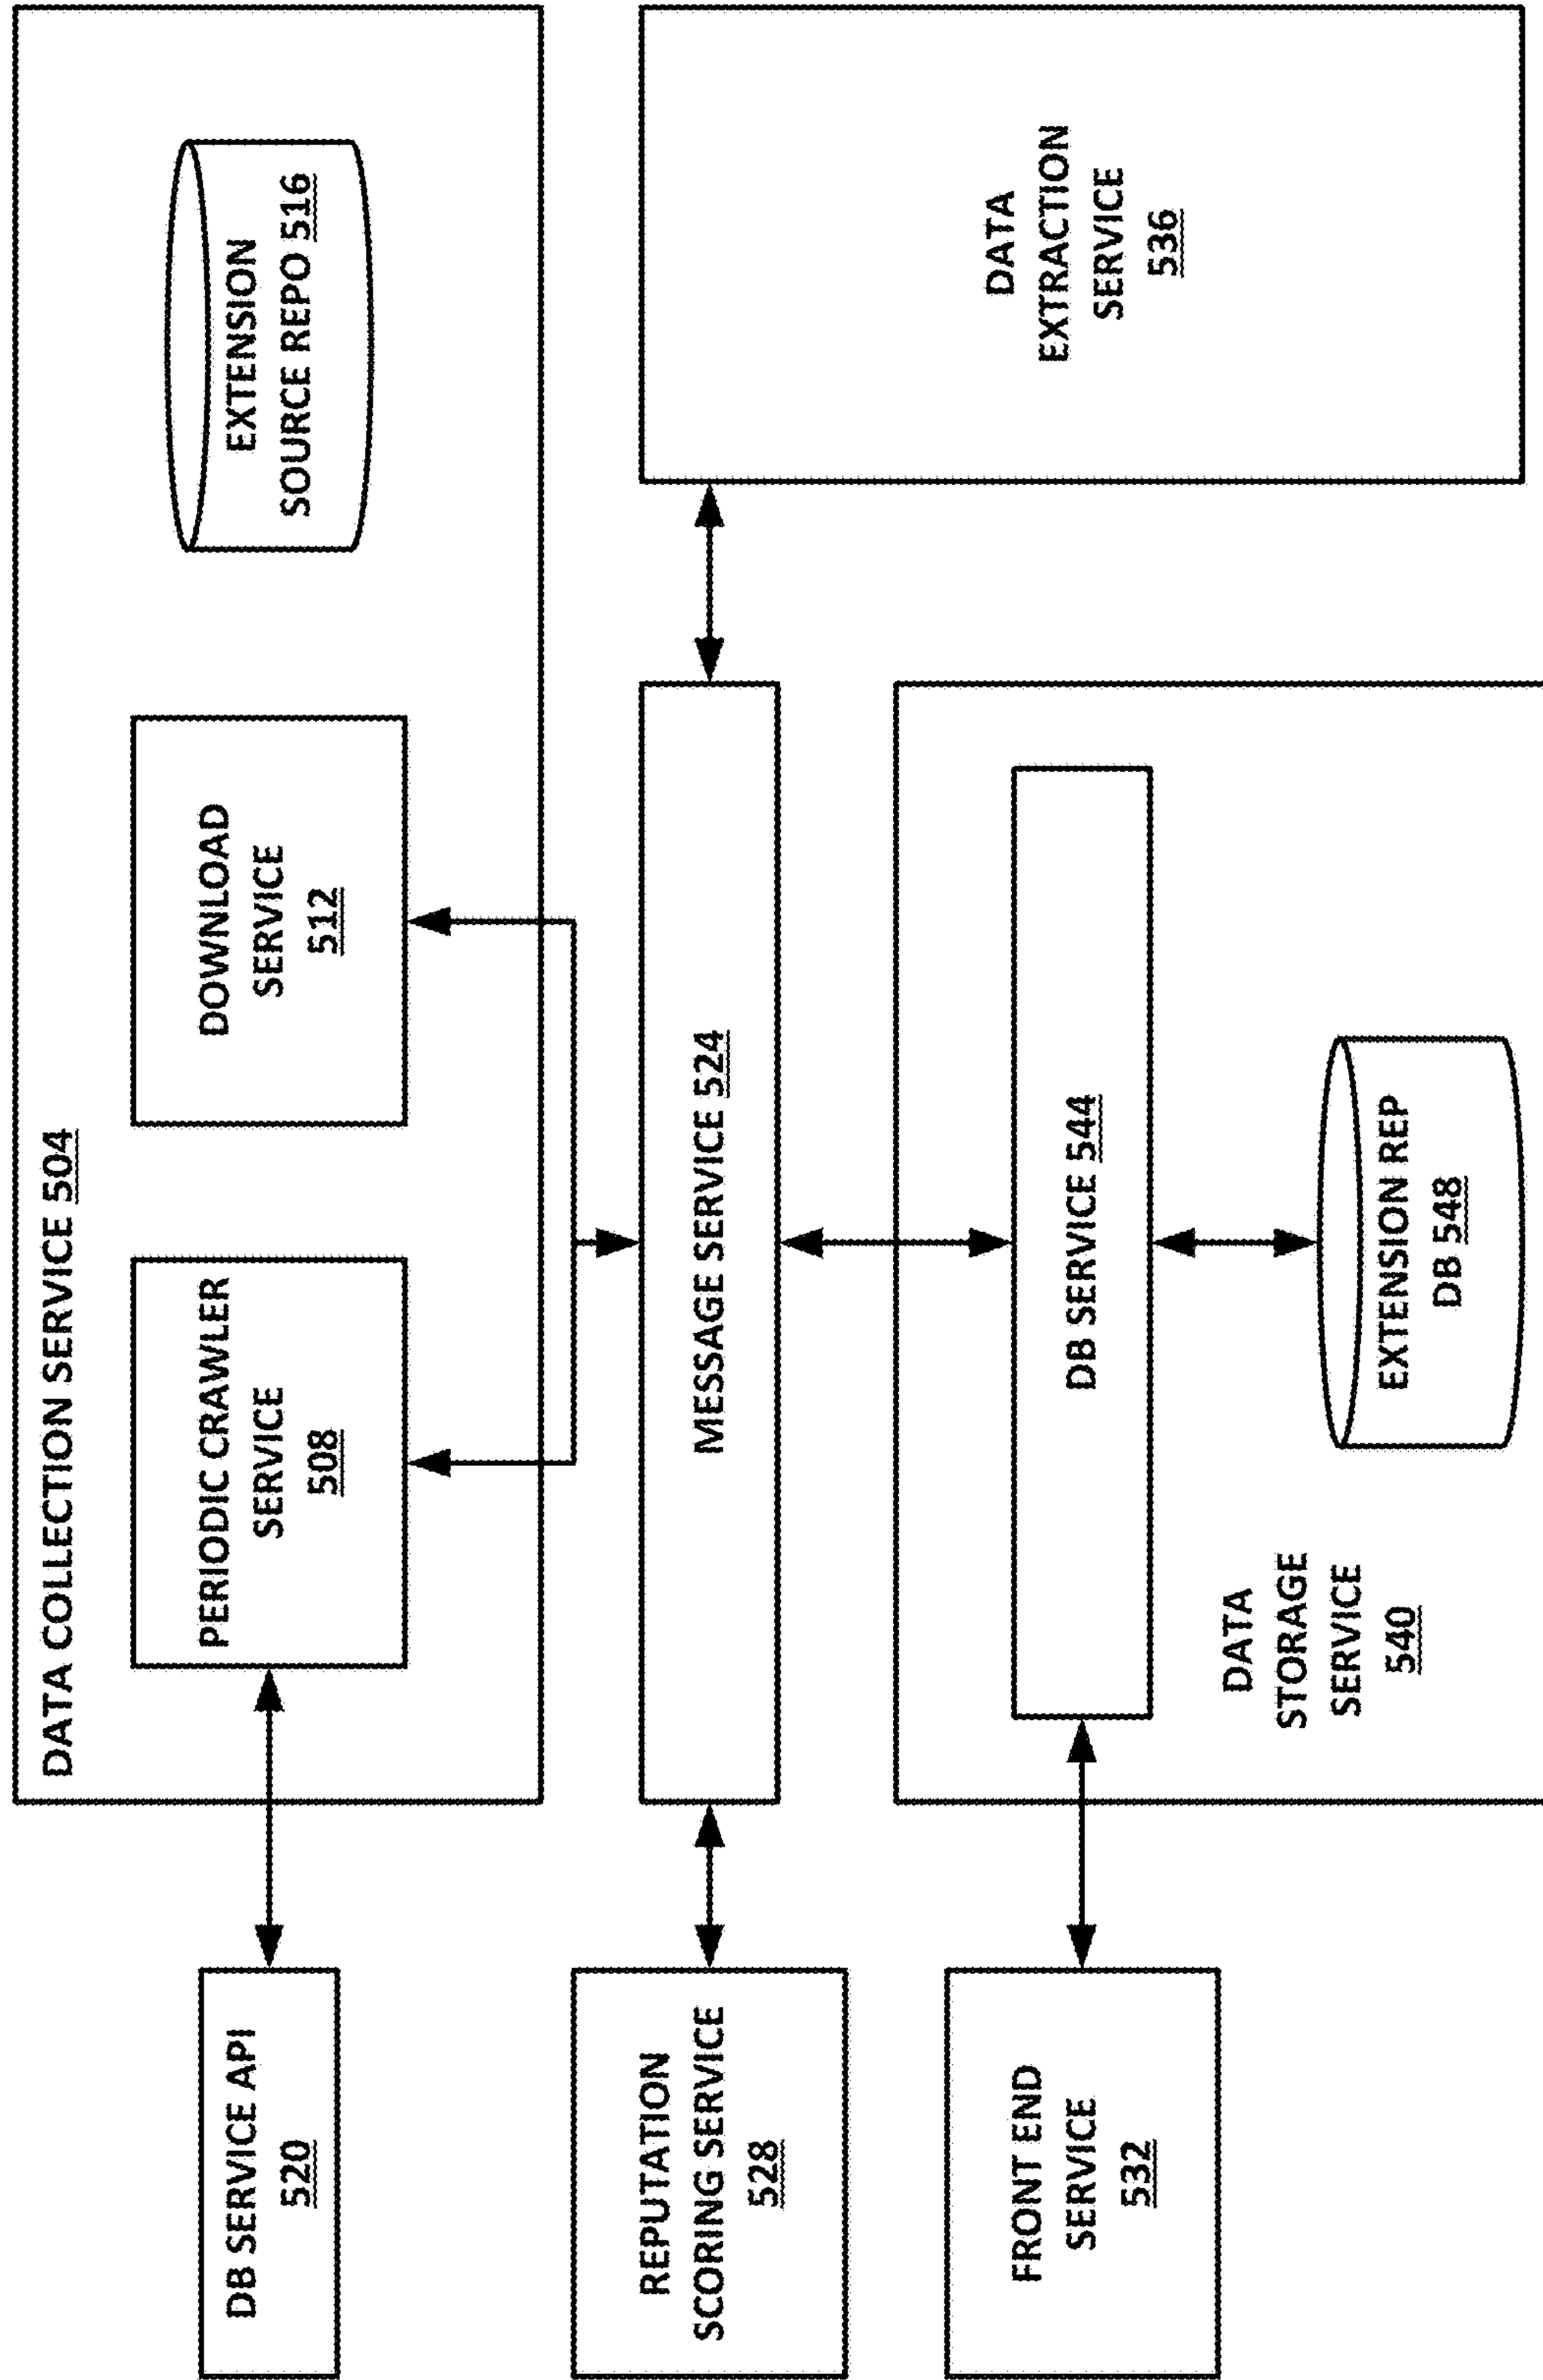 DATA COLLECTION SERVICE 504
DB SERVICE API
520
PERIODIC CRAWLER
SERVICE
508
DOWNLOAD
SERVICE
512
EXTENSION
SOURCE REPO 516
REPUTATION
SCORING SERVICE
528
MESSAGE SERVICE 524
DATA
EXTRACTION
SERVICE
536
FRONT END
SERVICE
532
DB SERVICE 544
DATA
STORAGE
SERVICE
540
EXTENSION REP
DB 548